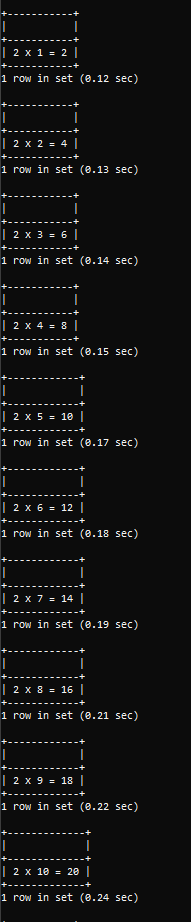 +-----------+
|           |
+-----------+
| 2 x 1 = 2 |
+-----------+
1 row in set (0.12 sec)

+-----------+
|           |
+-----------+
| 2 x 2 = 4 |
+-----------+
1 row in set (0.13 sec)

+-----------+
|           |
+-----------+
| 2 x 3 = 6 |
+-----------+
1 row in set (0.14 sec)

+-----------+
|           |
+-----------+
| 2 x 4 = 8 |
+-----------+
1 row in set (0.15 sec)

+------------+
|            |
+------------+
| 2 x 5 = 10 |
+------------+
1 row in set (0.17 sec)

+------------+
|            |
+------------+
| 2 x 6 = 12 |
+------------+
1 row in set (0.18 sec)

+------------+
|            |
+------------+
| 2 x 7 = 14 |
+------------+
1 row in set (0.19 sec)

+------------+
|            |
+------------+
| 2 x 8 = 16 |
+------------+
1 row in set (0.21 sec)

+------------+
|            |
+------------+
| 2 x 9 = 18 |
+------------+
1 row in set (0.22 sec)

+-------------+
|             |
+-------------+
| 2 x 10 = 20 |
+-------------+
1 row in set (0.24 sec)